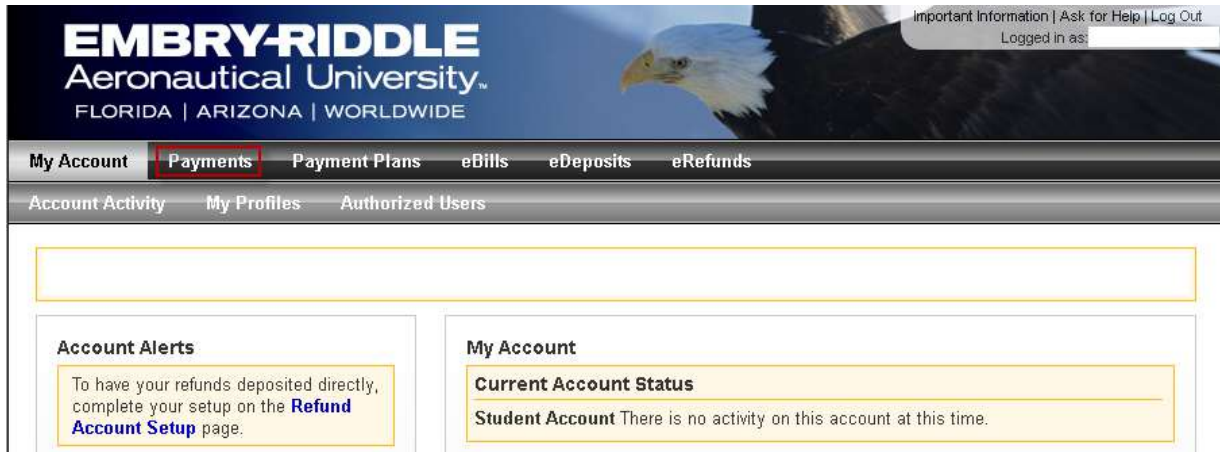 Important Information | Ask for Help | Log Out
Logged in as:
EMBRY-RIDDLE
Aeronautical University™
FLORIDA | ARIZONA | WORLDWIDE
My Account Payments Payment Plans eBills eDeposits eRefunds
Account Activity My Profiles Authorized Users
Account Alerts
To have your refunds deposited directly,
complete your setup on the Refund
Account Setup page.
My Account
Current Account Status
Student Account There is no activity on this account at this time.